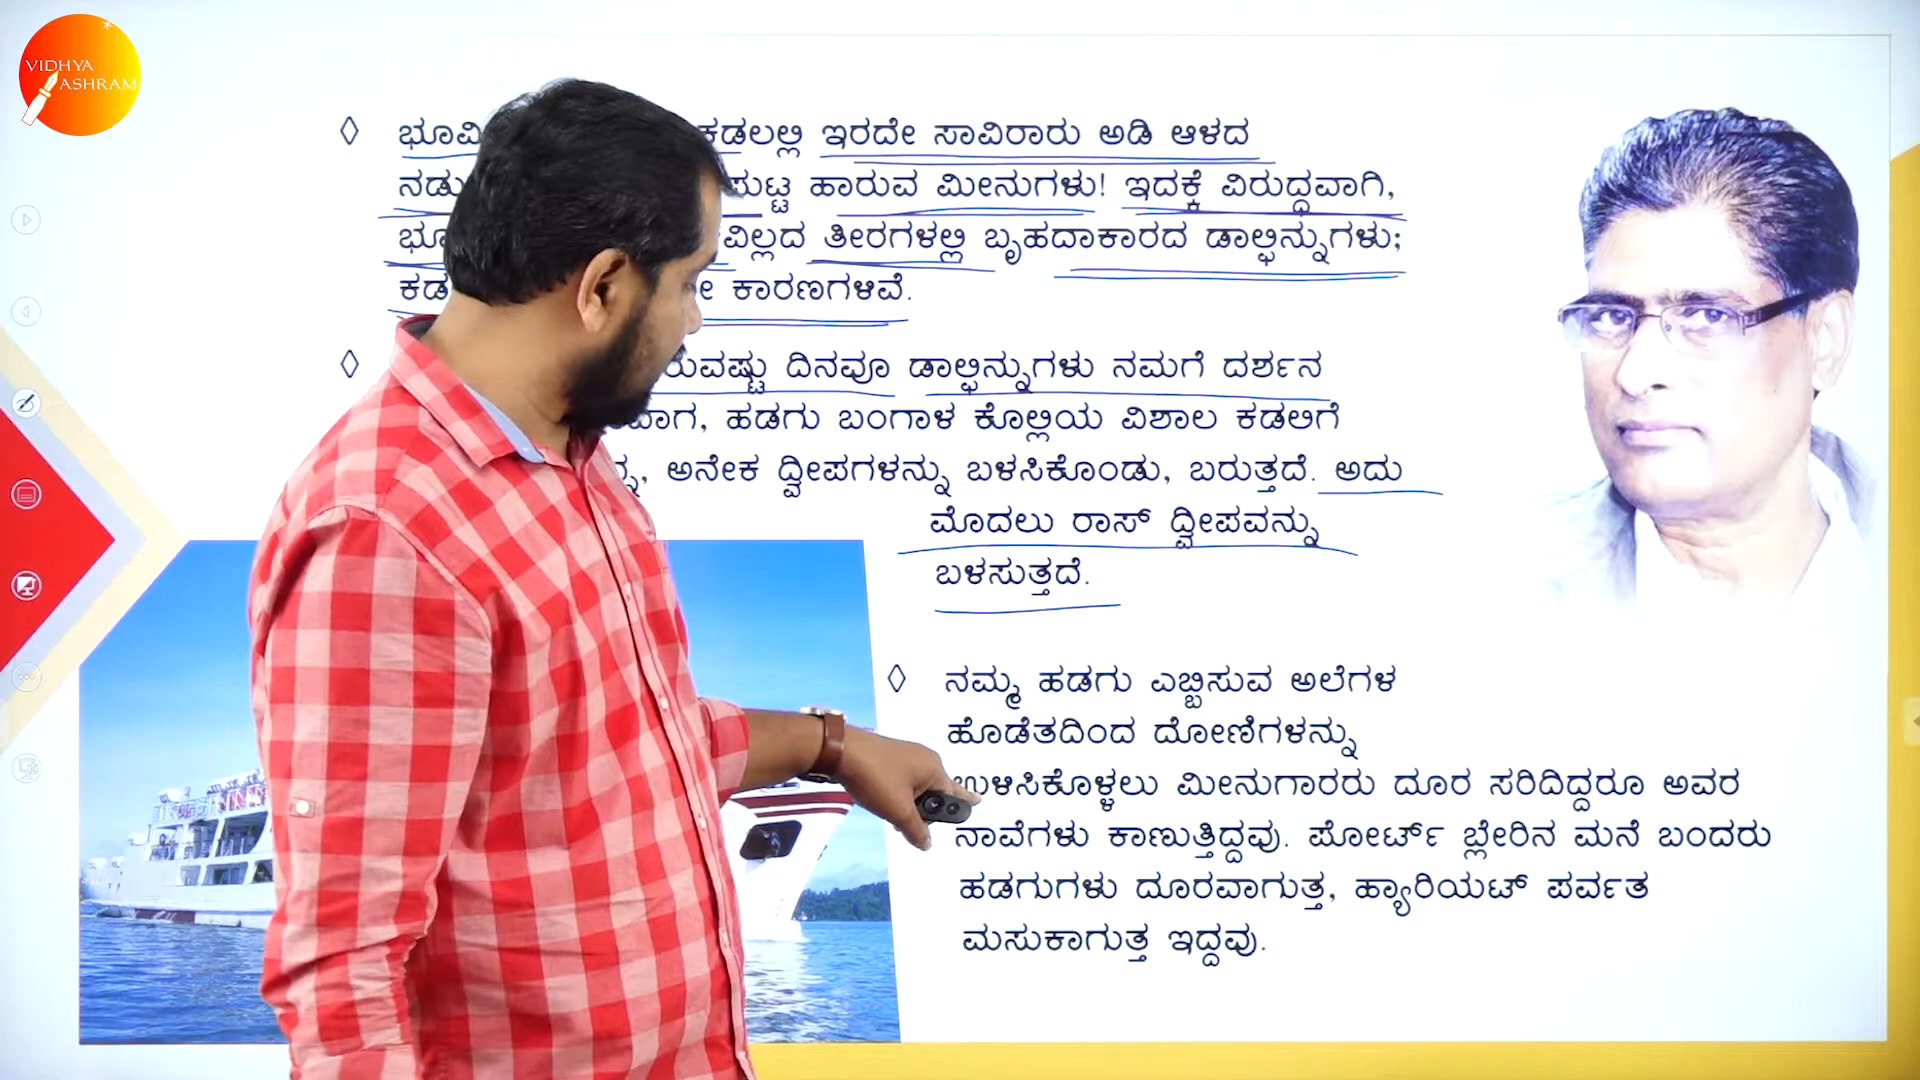 VIDHYA
ASHRAM
ಕಡಲಲ್ಲಿ ಇರದೇ ಸಾವಿರಾರು ಅಡಿ ಆಳದ
ಪುಟ್ಟ ಹಾರುವ ಮೀನುಗಳು! ಇದಕ್ಕೆ ವಿರುದ್ಧವಾಗಿ,
ತೀರಗಳಲ್ಲಿ ಬೃಹದಾಕಾರದ ಡಾಲ್ಫಿನ್ನುಗಳು;
ಕಾರಣಗಳಿವೆ.
ದಿನವೂ ಡಾಲ್ಫಿನ್ನುಗಳು ನಮಗೆ ದರ್ಶನ
ಹಡಗು ಬಂಗಾಳ ಕೊಲ್ಲಿಯ ವಿಶಾಲ ಕಡಲಿಗೆ
ಅನೇಕ ದ್ವೀಪಗಳನ್ನು ಬಳಸಿಕೊಂಡು, ಬರುತ್ತದೆ. ಅದು
ಮೊದಲು ರಾಸ್ ದ್ವೀಪವನ್ನು
ಬಳಸುತ್ತದೆ.
ನಮ್ಮ ಹಡಗು ಎಬ್ಬಿಸುವ ಅಲೆಗಳ
ಹೊಡೆತದಿಂದ ದೋಣಿಗಳನ್ನು
ಉಳಿಸಿಕೊಳ್ಳಲು ಮೀನುಗಾರರು ದೂರ ಸರಿದಿದ್ದರೂ ಅವರ
ನಾವೆಗಳು ಕಾಣುತ್ತಿದ್ದವು. ಪೋರ್ಟ್ ಬ್ಲೇರಿನ ಮನೆ ಬಂದರು
ಹಡಗುಗಳು ದೂರವಾಗುತ್ತ, ಹ್ಯಾರಿಯಟ್ ಪರ್ವತ
ಮಸುಕಾಗುತ್ತ ಇದ್ದವು.